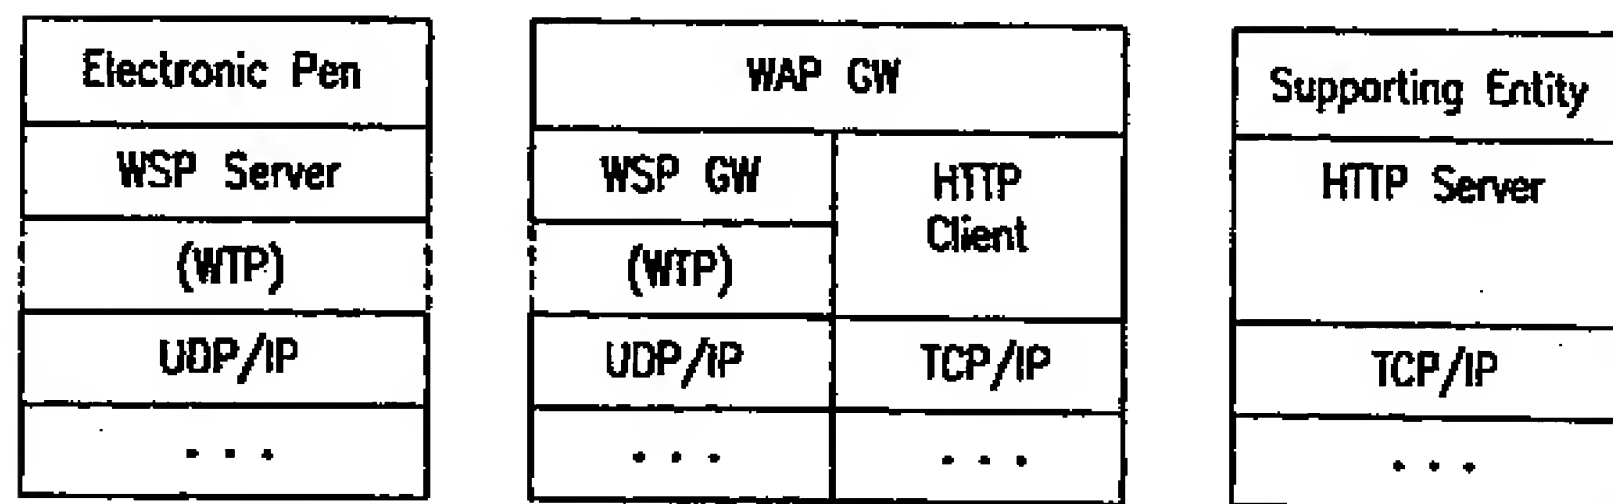 Electronic Pen
WSP Server
(WTP)
UDP/IP
. . .
WAP GW
WSP GW
(WTP)
UDP/IP
. . .
HTTP
Client
TCP/IP
. . .
Supporting Entity
HTTP Server
TCP/IP
. . .